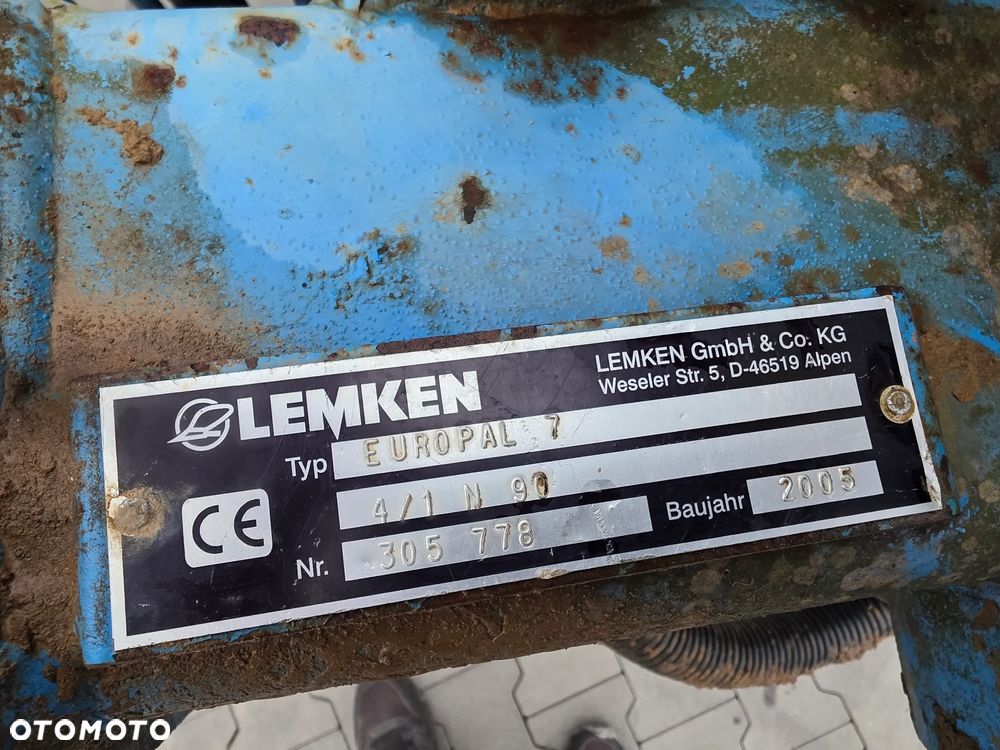 LEMKEN
LEMKEN GmbH & Co. KG
Weseler Str. 5, D-46519 Alpen
Typ EUROPAL 7
4/1 N 90
CE
Nr. 305 778 Baujahr 2005
OTOMOTO